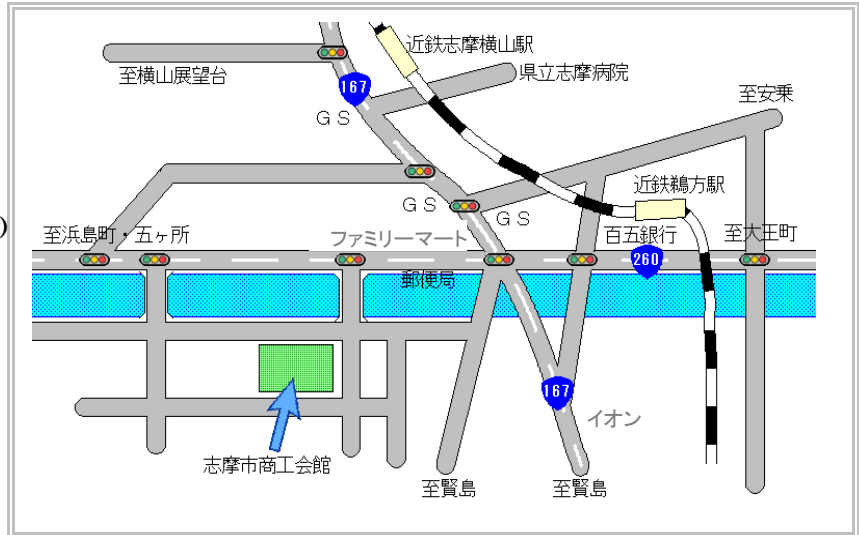 近鉄志摩横山駅
至横山展望台
県立志摩病院
167
至安乗
ＧＳ
近鉄鵜方駅
ＧＳ
ＧＳ
)
至浜島町・五ヶ所
ファミリーマート
百五銀行
至大王町
260
郵便局
167
イオン
志摩市商工会館
至賢島
至賢島